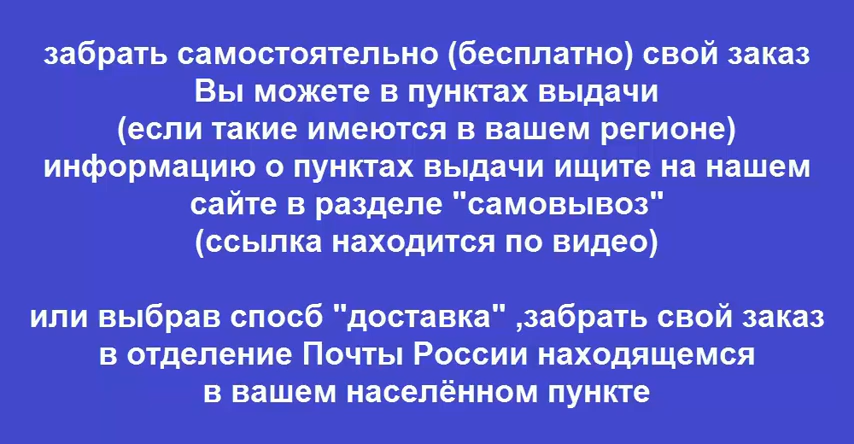 забрать самостоятельно (бесплатно) свой заказ
Вы можете в пунктах выдачи
(если такие имеются в вашем регионе)
информацию о пунктах выдачи ищите на нашем
сайте в разделе "самовывоз"
(ссылка находится по видео)
или выбрав спосб "доставка" ,забрать свой заказ
в отделение Почты России находящемся
в вашем населённом пункте